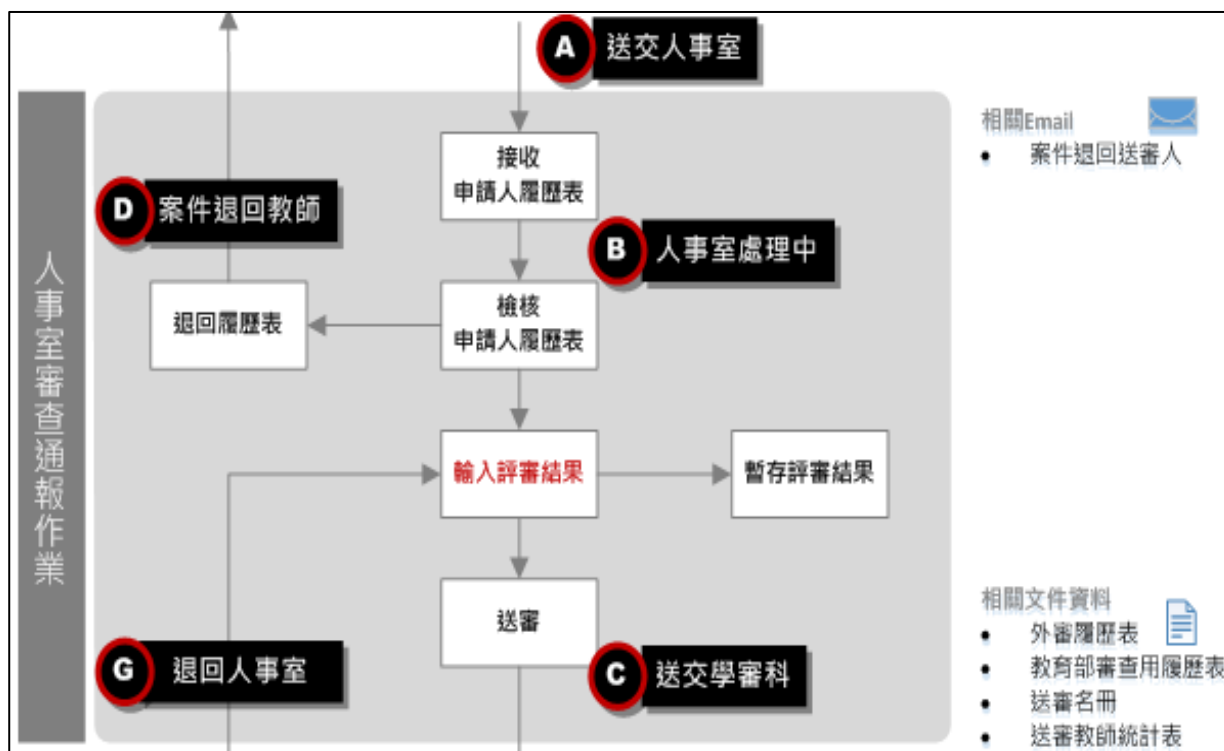 A 送交人事室
人事室審查通報作業
接收
申請人履歷表
相關Email
• 案件退回送審人
D 案件退回教師
B 人事室處理中
退回履歷表
檢核
申請人履歷表
輸入評審結果
暫存評審結果
送審
G 退回人事室
C 送交學審科
相關文件資料
• 外審履歷表
• 教育部審查用履歷表
• 送審名冊
• 送審教師統計表